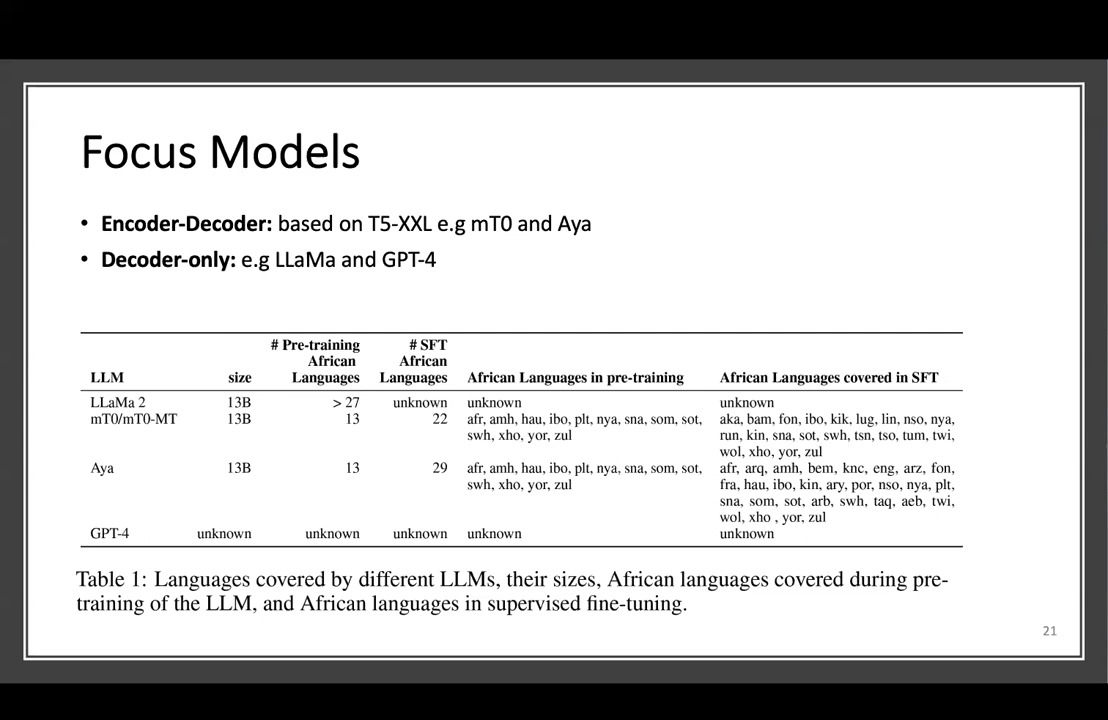 Focus Models
• Encoder-Decoder: based on T5-XXL e.g mT0 and Aya
• Decoder-only: e.g LLaMa and GPT-4
# Pre-training # SFT
African African
LLM size Languages Languages African Languages in pre-training African Languages covered in SFT
LLaMa 2 13B > 27 unknown unknown unknown
mT0/mT0-MT 13B 13 22 afr, amh, hau, ibo, plt, nya, sna, som, sot, aka, bam, fon, ibo, kik, lug, lin, nso, nya,
swh, xho, yor, zul run, kin, sna, sot, swh, tsn, tso, tum, twi,
wol, xho, yor, zul
Aya 13B 13 29 afr, amh, hau, ibo, plt, nya, sna, som, sot, afr, arq, amh, bem, knc, eng, arz, fon,
swh, xho, yor, zul fra, hau, ibo, kin, ary, por, nso, nya, plt,
sna, som, sot, arb, swh, taq, aeb, twi,
wol, xho , yor, zul
GPT-4 unknown unknown unknown unknown unknown
Table 1: Languages covered by different LLMs, their sizes, African languages covered during pre-
training of the LLM, and African languages in supervised fine-tuning.
21